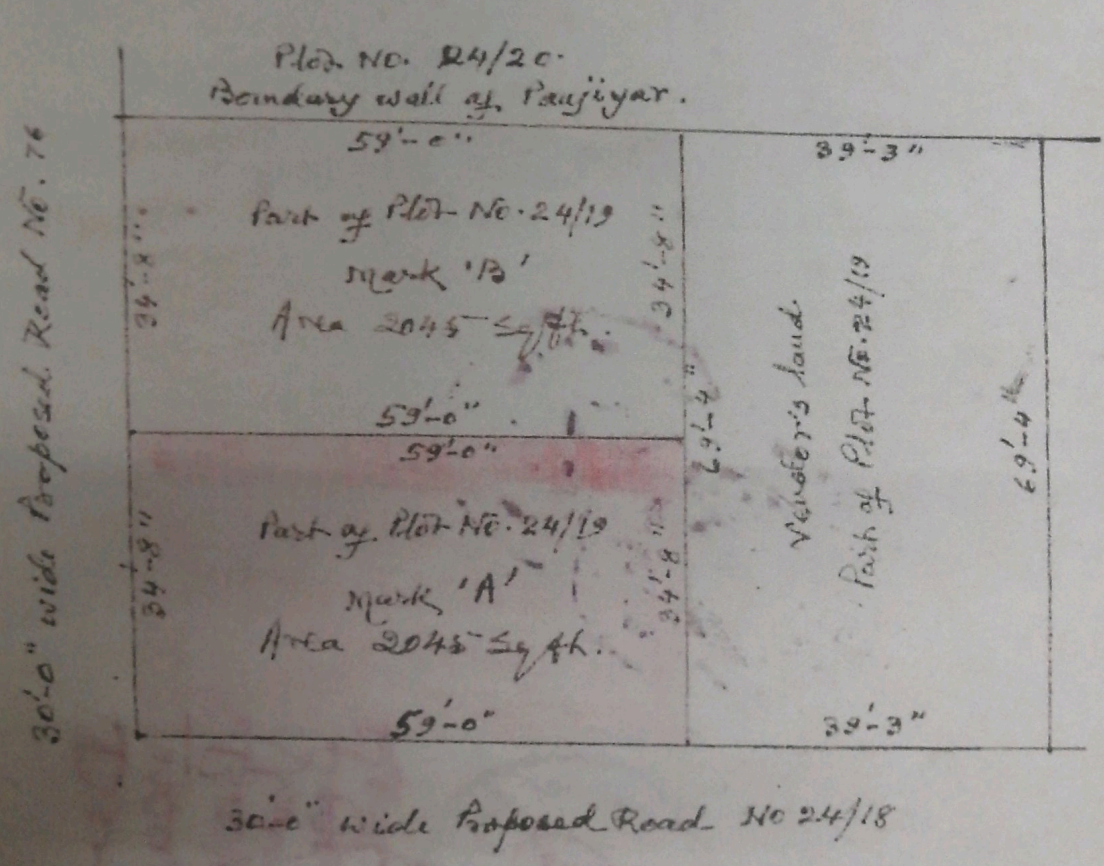 Plot No. 24/20.
Boundary wall of Paujiyar.
59'-0"
39'-3"
30'-0" wide Proposed Road No. 76
34'-8"
Part of Plot No. 24/19
Mark 'B'
Area 2045 Sq ft.
34'-8"
59'-0"
59'-0"
34'-8"
Part of Plot No. 24/19
Mark 'A'
Area 2045 Sq ft.
34'-8"
59'-0"
69'-4"
Vendor's land
Part of Plot No. 24/19
69'-4"
39'-3"
30'-0" wide Proposed Road No 24/18